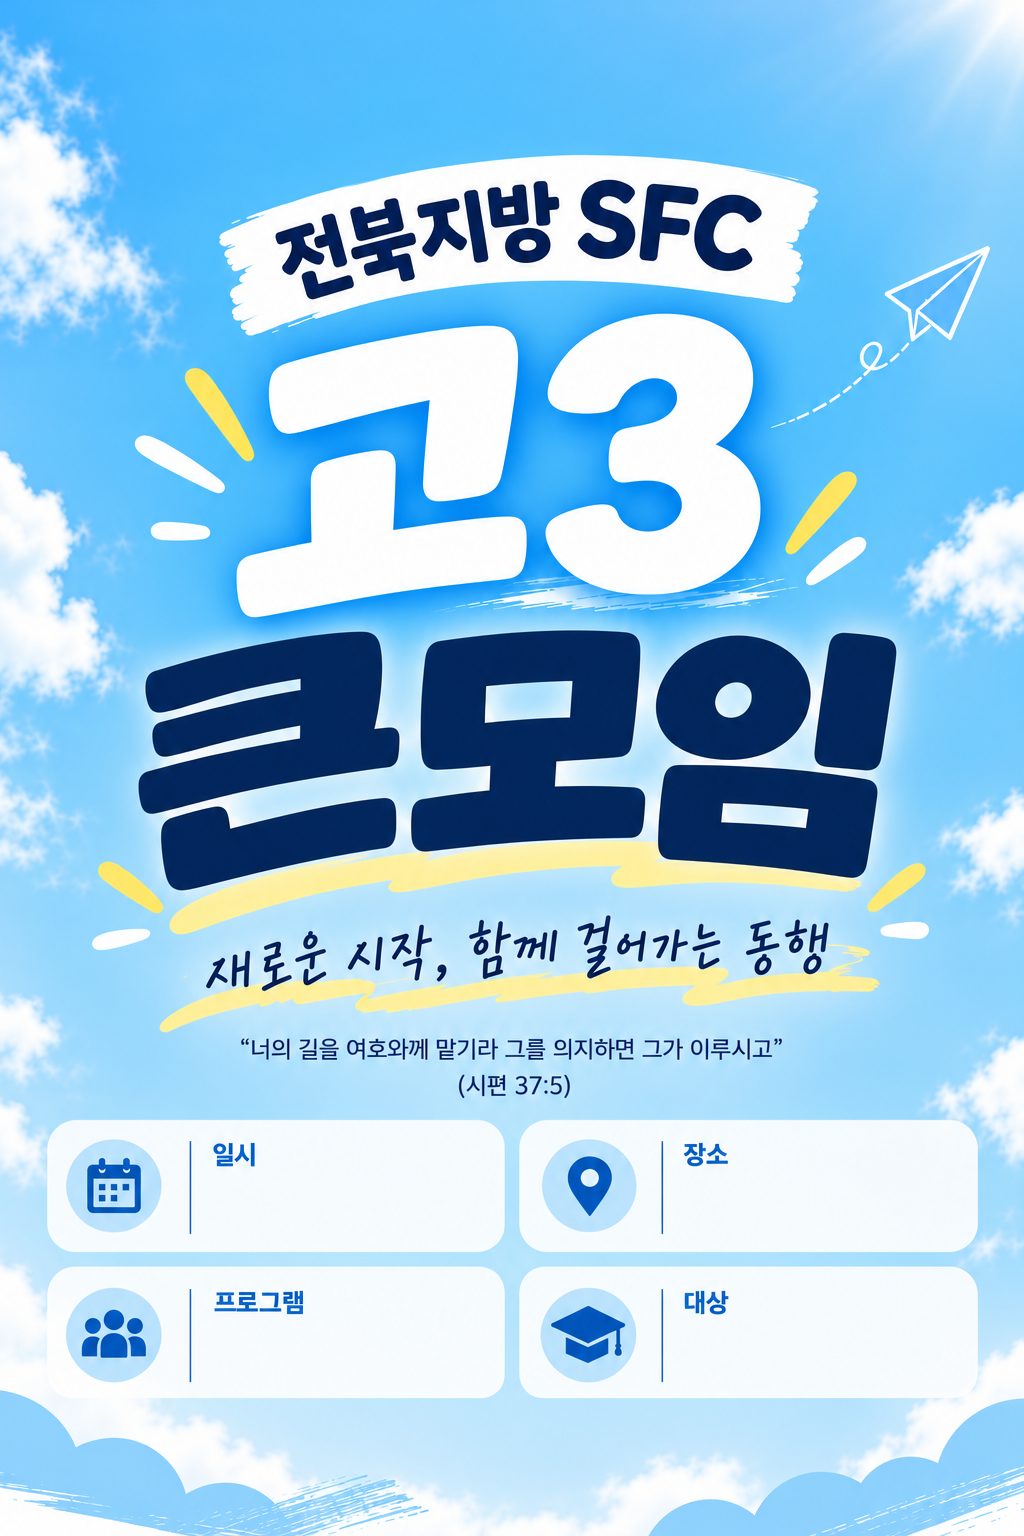 전북지방 SFC
고3
큰모임
새로운 시작, 함께 걸어가는 동행
“너의 길을 여호와께 맡기라 그를 의지하면 그가 이루시고”
(시편 37:5)
일시
장소
프로그램
대상